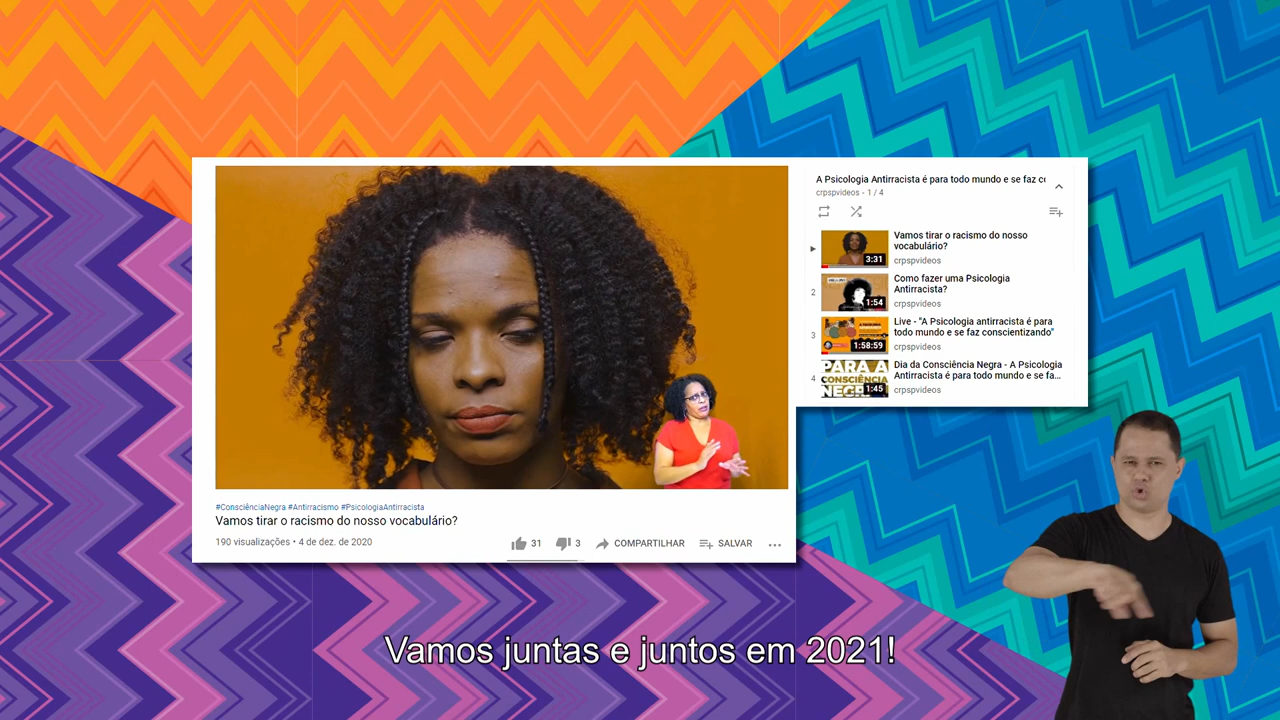 A Psicologia Antirracista é para todo mundo e se faz
crpspvideos - 1 / 4
Vamos tirar o racismo do nosso
vocabulário?
crpspvideos
3:31
2
Como fazer uma Psicologia
Antirracista?
crpspvideos
1:54
3
Live - "A Psicologia antirracista é para
todo mundo e se faz conscientizando"
crpspvideos
1:58:59
4
PARA A
CONSCIÊNCIA
NEGR
Dia da Consciência Negra - A Psicologia
Antirracista é para todo mundo e se fa...
crpspvideos
1:45
#ConsciênciaNegra #Antirracismo #PsicologiaAntirracista
Vamos tirar o racismo do nosso vocabulário?
190 visualizações • 4 de dez. de 2020
31 3 COMPARTILHAR SALVAR ...
Vamos juntas e juntos em 2021!